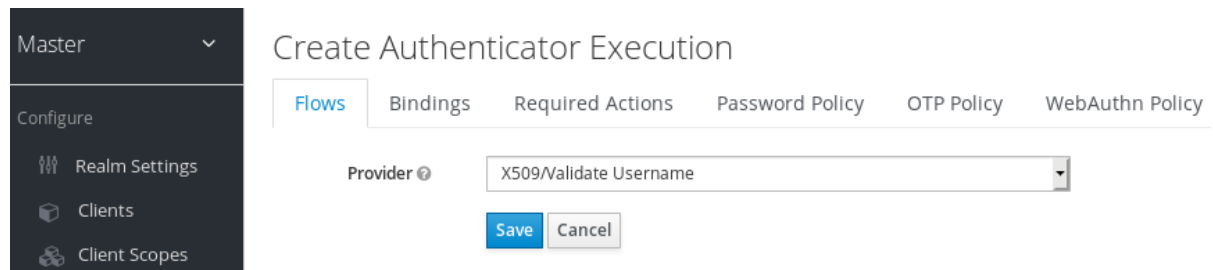 Master
Create Authenticator Execution
Flows Bindings Required Actions Password Policy OTP Policy WebAuthn Policy
Configure
Realm Settings
Provider X509/Validate Username
Clients
Save Cancel
Client Scopes